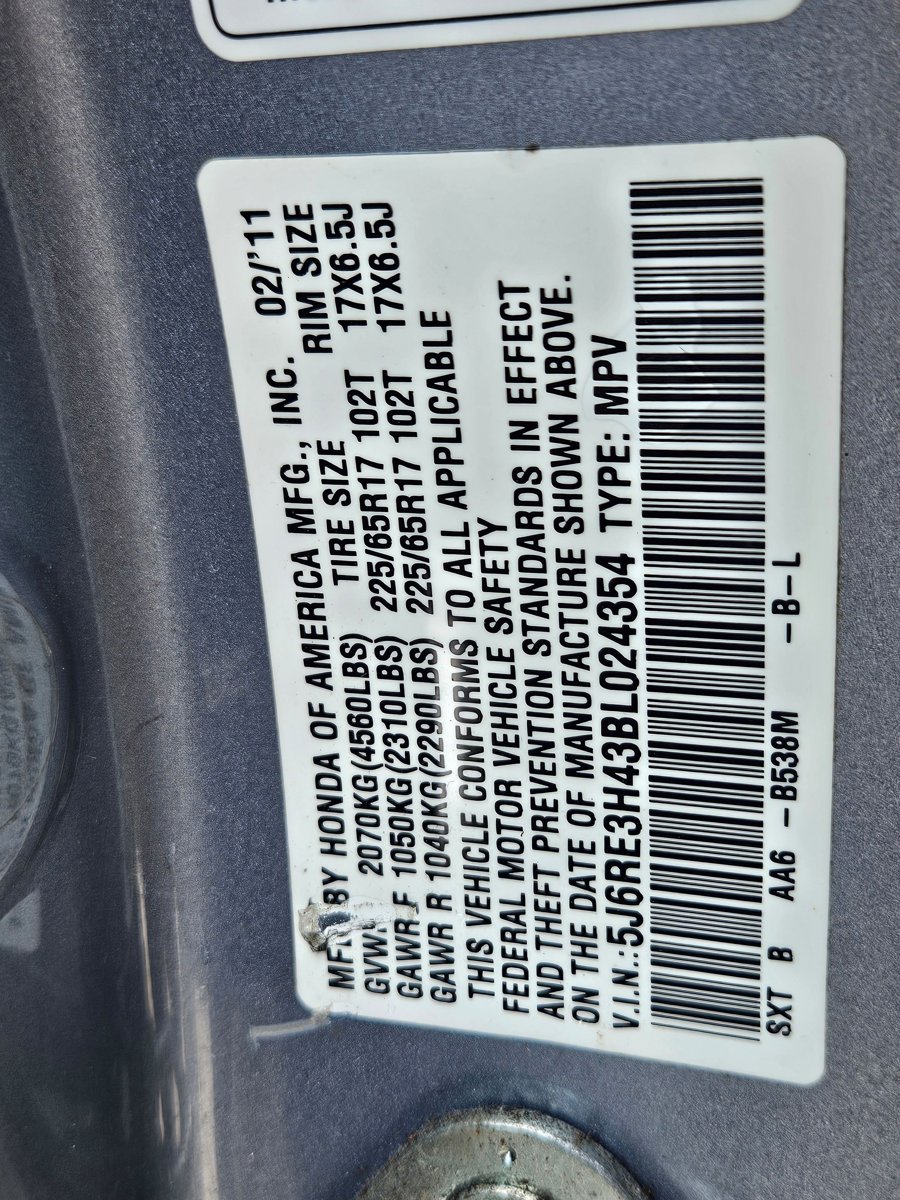 BY HONDA OF AMERICA MFG., INC. 02/'11
TIRE SIZE RIM SIZE
2070KG(4560LBS)
GAWR F 1050KG(2310LBS) 225/65R17 102T 17X6.5J
GAWR R 1040KG(2290LBS) 225/65R17 102T 17X6.5J
THIS VEHICLE CONFORMS TO ALL APPLICABLE
FEDERAL MOTOR VEHICLE SAFETY
AND THEFT PREVENTION STANDARDS IN EFFECT
ON THE DATE OF MANUFACTURE SHOWN ABOVE.
V.I.N.:5J6RE3H43BL024354 TYPE: MPV
SXT B AA6 -B538M -B-L